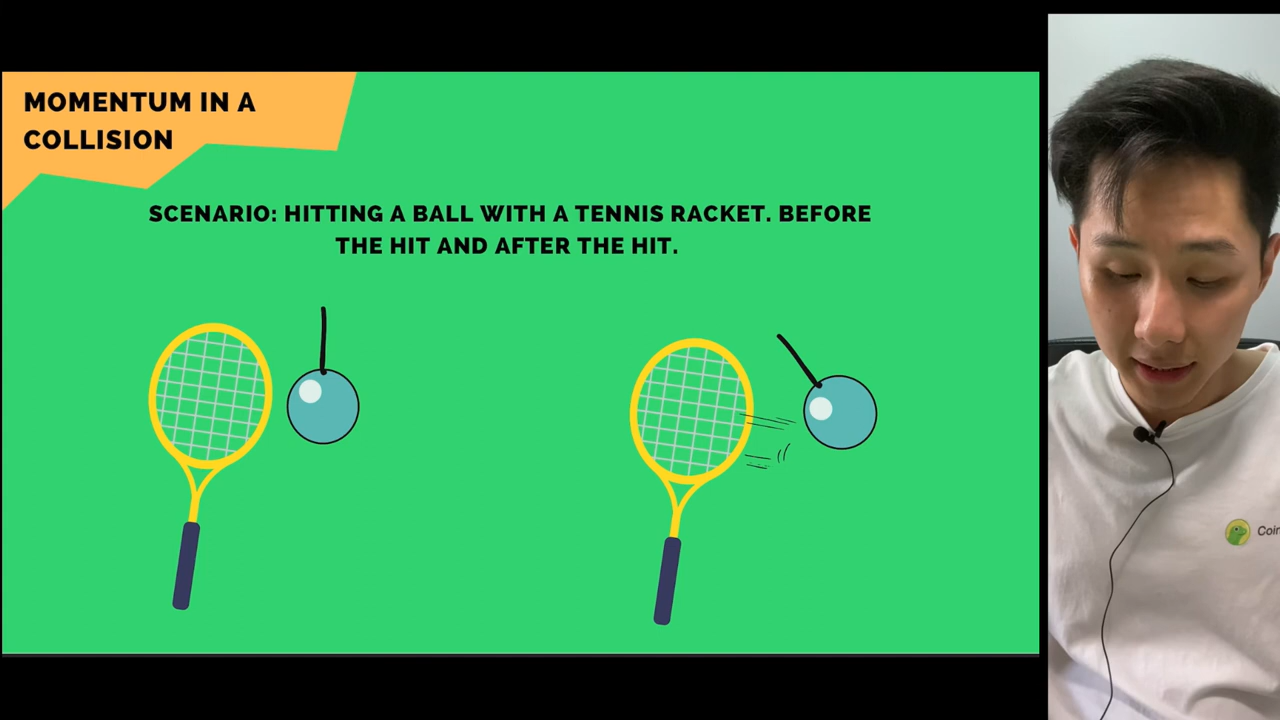 MOMENTUM IN A
COLLISION
SCENARIO: HITTING A BALL WITH A TENNIS RACKET. BEFORE
THE HIT AND AFTER THE HIT.